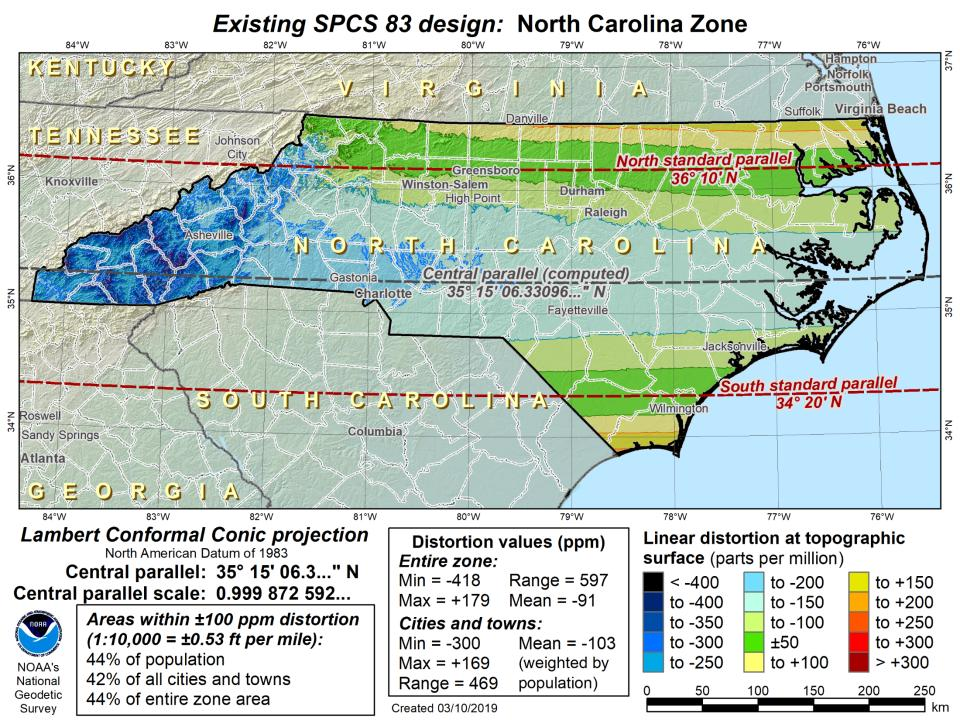 Existing SPCS 83 design: North Carolina Zone
84°W 83°W 82°W 81°W 80°W 79°W 78°W 77°W 76°W
37°N
KENTUCKY
VIRGINIA
Hampton
Norfolk
Portsmouth
Suffolk
Virginia Beach
Danville
TENNESSEE
Johnson
City
36°N
36°N
Knoxville
North standard parallel
36° 10' N
Greensboro
Winston-Salem
High Point
Durham
Raleigh
Asheville
NORTH CAROLINA
Central parallel (computed)
35° 15' 06.33096..." N
Gastonia
Charlotte
Fayetteville
35°N
35°N
Jacksonville
South standard parallel
34° 20' N
SOUTH CAROLINA
Wilmington
Roswell
Sandy Springs
Columbia
34°N
34°N
Atlanta
GEORGIA
84°W 83°W 82°W 81°W 80°W 79°W 78°W 77°W 76°W
Lambert Conformal Conic projection
North American Datum of 1983
Central parallel: 35° 15' 06.3..." N
Central parallel scale: 0.999 872 592...
NOAA
NOAA's
National
Geodetic
Survey
Areas within ±100 ppm distortion
(1:10,000 = ±0.53 ft per mile):
44% of population
42% of all cities and towns
44% of entire zone area
Distortion values (ppm)
Entire zone:
Min = -418 Range = 597
Max = +179 Mean = -91
Cities and towns:
Min = -300 Mean = -103
Max = +169 (weighted by
Range = 469 population)
Created 03/10/2019
Linear distortion at topographic
surface (parts per million)
< -400 to -200 to +150
to -400 to -150 to +200
to -350 to -100 to +250
to -300 ±50 to +300
to -250 to +100 > +300
0 50 100 150 200 250
km